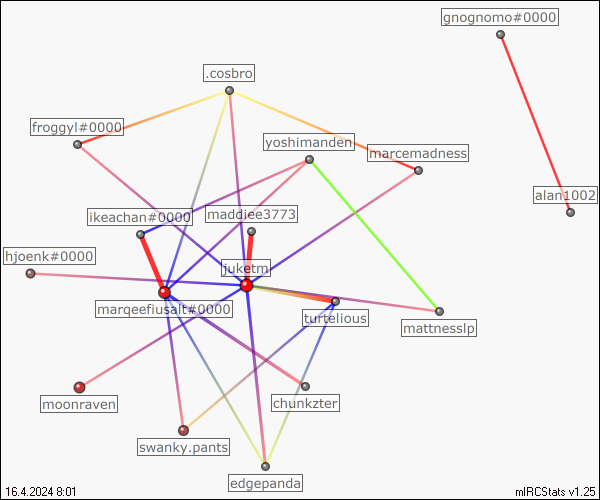 gnognomo#0000
.cosbro
froggyl#0000
yoshimanden
marcemadness
alan1002
ikeachan#0000
maddiee3773
hjoenk#0000
juketm
marqeefiusalt#0000
turtelious
mattnesslp
moonraven
chunkzter
swanky.pants
edgepanda
16.4.2024 8:01
mIRCStats v1.25